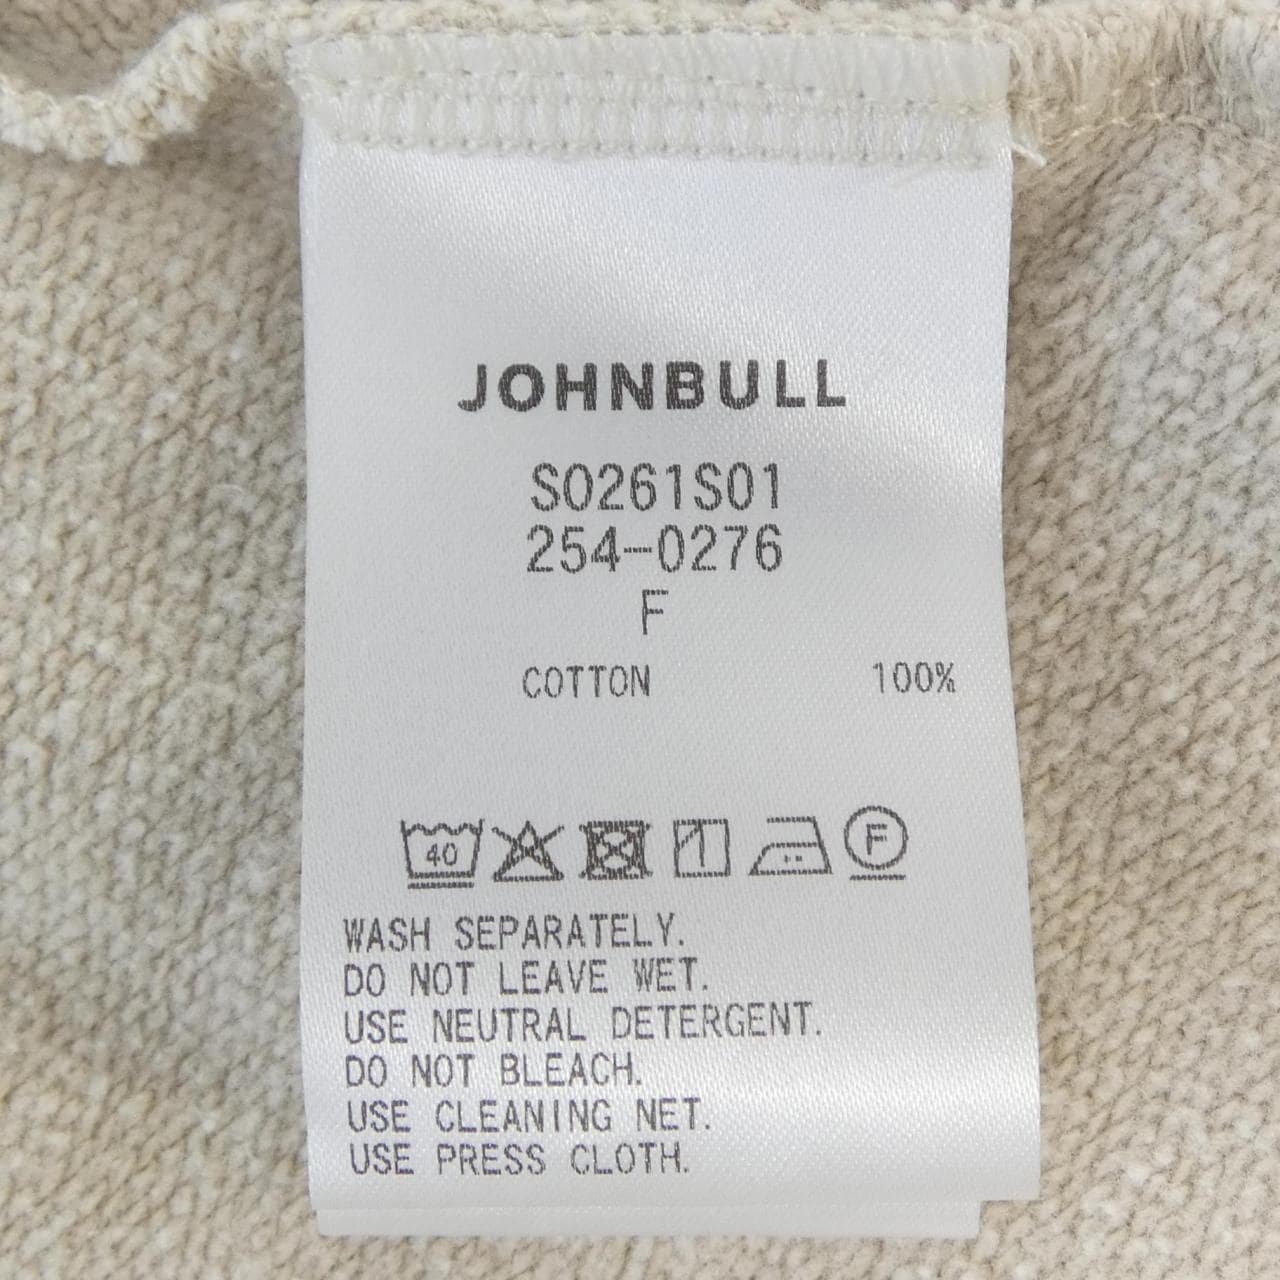 JOHNBULL
S0261S01
254-0276
F
COTTON 100%
40 F
WASH SEPARATELY.
DO NOT LEAVE WET.
USE NEUTRAL DETERGENT.
DO NOT BLEACH.
USE CLEANING NET.
USE PRESS CLOTH.